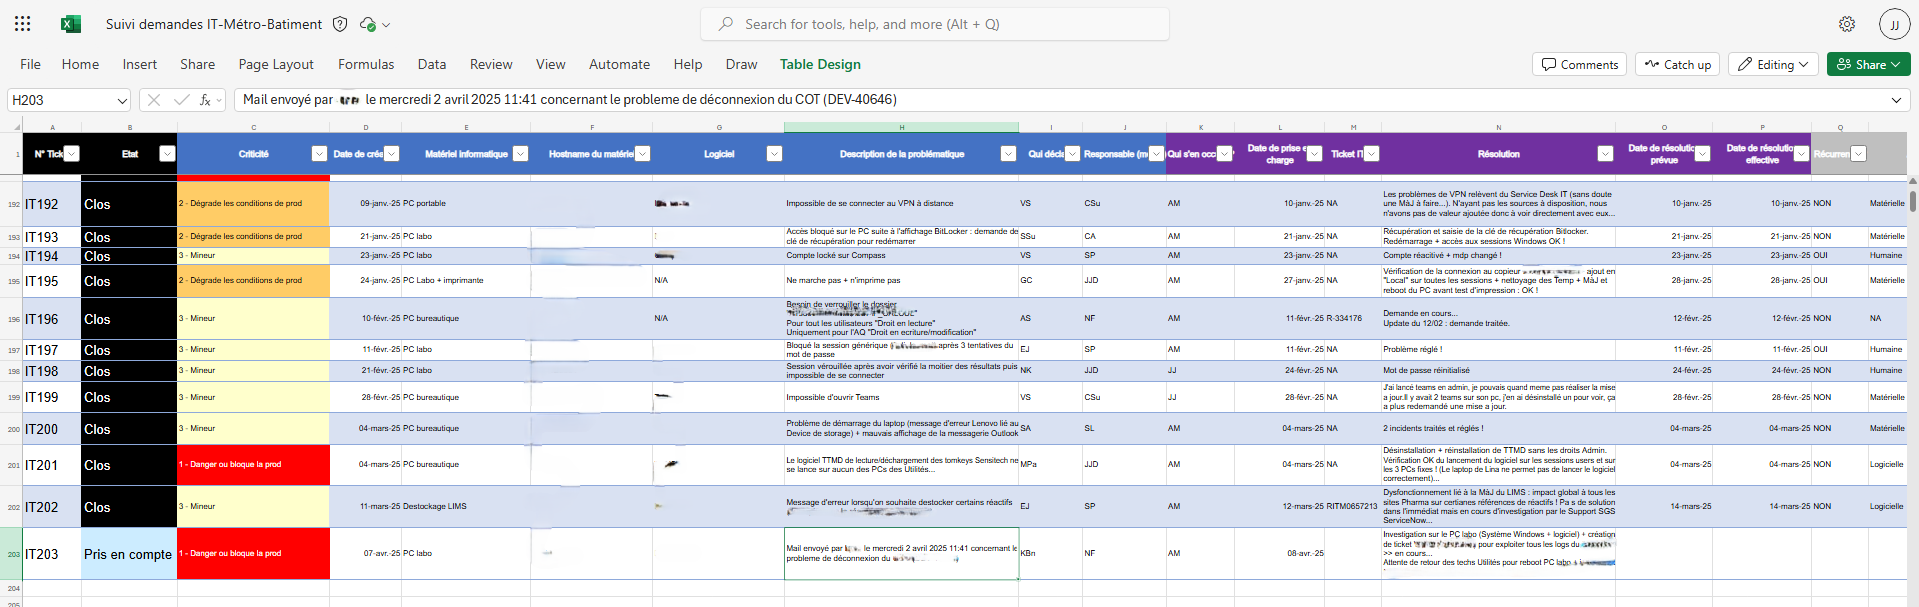 Suivi demandes IT-Métro-Batiment
Search for tools, help, and more (Alt + Q)
JJ
File Home Insert Share Page Layout Formulas Data Review View Automate Help Draw Table Design
Comments Catch up Editing Share
H203 fx Mail envoyé par le mercredi 2 avril 2025 11:41 concernant le probleme de déconnexion du COT (DEV-40646)
A B C D E F G H I J K L M N O P Q
1 N° Tick Etat Criticité Date de créa Matériel informatique Hostname du matérie Logiciel Description de la problématique Qui décla Responsable (m Qui s'en occ Date de prise e charge Ticket IT Résolution Date de résolutio prévue Date de résolutio effective Récurren
192 IT192 Clos 2 - Dégrade les conditions de prod 09-janv.-25 PC portable Impossible de se connecter au VPN à distance VS CSu AM 10-janv.-25 NA
Les problèmes de VPN relèvent du Service Desk IT (sans doute
une MàJ à faire...). N'ayant pas les sources à disposition, nous
n'avons pas de valeur ajoutée donc à voir directement avec eux...
10-janv.-25 10-janv.-25 NON Matérielle
193 IT193 Clos 2 - Dégrade les conditions de prod 21-janv.-25 PC labo
Accès bloqué sur le PC suite à l'affichage BitLocker : demande de
clé de récupération pour redémarrer
SSu CA AM 21-janv.-25 NA
Récupération et saisie de la clé de récupération Bitlocker.
Redémarrage + accès aux sessions Windows OK !
21-janv.-25 21-janv.-25 NON Matérielle
194 IT194 Clos 3 - Mineur 23-janv.-25 PC labo Compte locké sur Compass VS SP AM 23-janv.-25 NA Compte réacitivé + mdp changé ! 23-janv.-25 23-janv.-25 OUI Humaine
195 IT195 Clos 2 - Dégrade les conditions de prod 24-janv.-25 PC Labo + imprimante N/A Ne marche pas + n'imprime pas GC JJD AM 27-janv.-25 NA
Vérification de la connexion au copieur ajout en
"Local" sur toutes les sessions + nettoyage des Temp + MàJ et
reboot du PC avant test d'impression : OK !
28-janv.-25 28-janv.-25 OUI Matérielle
196 IT196 Clos 3 - Mineur 10-févr.-25 PC bureautique N/A
Besoin de verrouiller le dossier
Pour tout les utilisateurs "Droit en lecture"
Uniquement pour l'AQ "Droit en ecriture/modification"
AS NF AM 11-févr.-25 R-334176
Demande en cours...
Update du 12/02 : demande traitée.
12-févr.-25 12-févr.-25 NON NA
197 IT197 Clos 3 - Mineur 11-févr.-25 PC labo
Bloqué la session générique après 3 tentatives du
mot de passe
EJ SP AM 11-févr.-25 NA Problème réglé ! 11-févr.-25 11-févr.-25 OUI Humaine
198 IT198 Clos 3 - Mineur 21-févr.-25 PC labo
Session vérouillée après avoir vérifié la moitier des résultats puis
impossible de se connecter
NK JJD JJ 24-févr.-25 NA Mot de passe réinitialisé 24-févr.-25 24-févr.-25 NON Humaine
199 IT199 Clos 3 - Mineur 28-févr.-25 PC bureautique Impossible d'ouvrir Teams VS CSu JJ 28-févr.-25 NA
J'ai lancé teams en admin, je pouvais quand meme pas réaliser la mise
a jour.Il y avait 2 teams sur son pc, j'en ai désinstallé un pour voir, ça
a plus redemandé une mise a jour.
28-févr.-25 28-févr.-25 NON Matérielle
200 IT200 Clos 3 - Mineur 04-mars-25 PC bureautique
Problème de démarrage du laptop (message d'erreur Lenovo lié au
Device de storage) + mauvais affichage de la messagerie Outlook
SA SL AM 04-mars-25 NA 2 incidents traités et réglés ! 04-mars-25 04-mars-25 NON Matérielle
201 IT201 Clos 1 - Danger ou bloque la prod 04-mars-25 PC bureautique
Le logiciel TTMD de lecture/déchargement des tomkeys Sensitech ne
se lance sur aucun des PCs des Utilités...
MPa JJD AM 04-mars-25 NA
Désinstallation + réinstallation de TTMD sans les droits Admin.
Vérification OK du lancement du logiciel sur les sessions users et sur
les 3 PCs fixes ! (Le laptop de Lina ne permet pas de lancer le logiciel
correctement)...
04-mars-25 04-mars-25 NON Logicielle
202 IT202 Clos 3 - Mineur 11-mars-25 Destockage LIMS Message d'erreur lorsqu'on souhaite destocker certains réactifs EJ SP AM 12-mars-25 RITM0657213
Dysfonctionnement lié à la MàJ du LIMS : impact global à tous les
sites Pharma sur certianes références de réactifs ! Pa s de solution
dans l'immédiat mais en cours d'investigation par le Support SGS
ServiceNow...
14-mars-25 14-mars-25 NON Logicielle
203 IT203 Pris en compte 1 - Danger ou bloque la prod 07-avr.-25 PC labo
Mail envoyé par le mercredi 2 avril 2025 11:41 concernant le
probleme de déconnexion du
KBn NF AM 08-avr.-25
Investigation sur le PC labo (Système Windows + logiciel) + création
de ticket pour exploiter tous les logs du
>> en cours...
Attente de retour des techs Utilités pour reboot PC labo
204
205